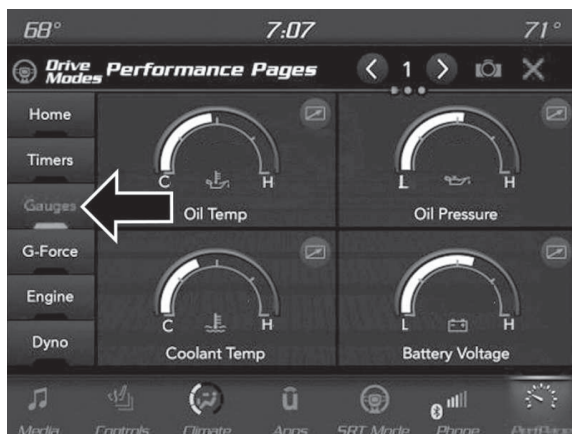 68° 7:07 71°
Drive Modes Performance Pages 1
Home
Timers
Gauges
G-Force
Engine
Dyno
C H
Oil Temp
L H
Oil Pressure
C H
Coolant Temp
L H
Battery Voltage
Media Controls Climate Apps SRT Mode Phone